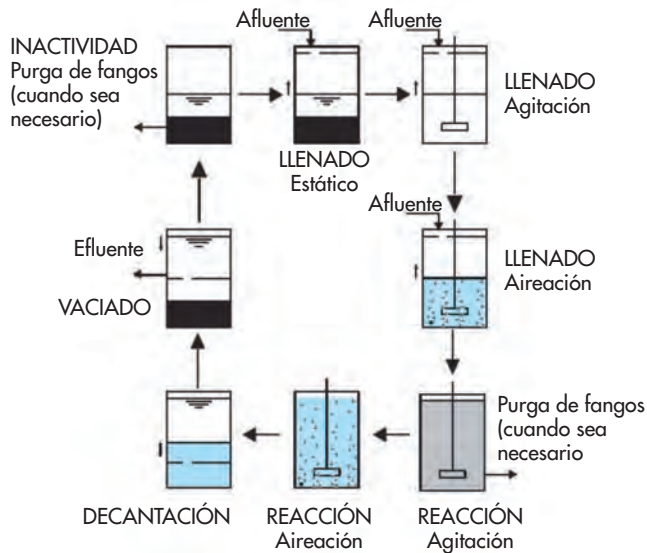 INACTIVIDAD
Purga de fangos
(cuando sea
necesario)
Afluente
LLENADO
Estático
Afluente
LLENADO
Agitación
Afluente
LLENADO
Aireación
Purga de fangos
(cuando sea
necesario
REACCIÓN
Agitación
REACCIÓN
Aireación
DECANTACIÓN
Efluente
VACIADO